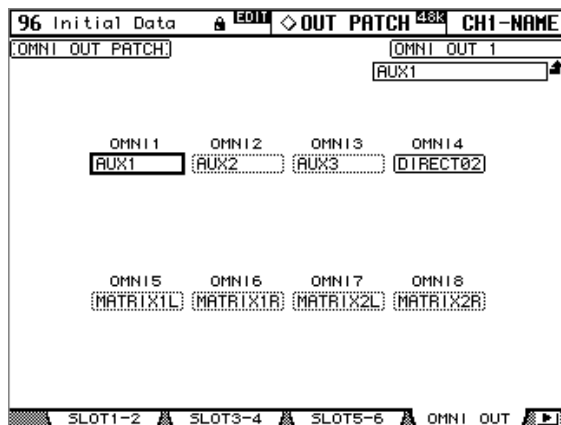 96 Initial Data EDIT ◇OUT PATCH 48k CH1-NAME
OMNI OUT PATCH OMNI OUT 1
AUX1
OMNI1 OMNI2 OMNI3 OMNI4
AUX1 AUX2 AUX3 DIRECT02
OMNI5 OMNI6 OMNI7 OMNI8
MATRIX1L MATRIX1R MATRIX2L MATRIX2R
SLOT1-2 SLOT3-4 SLOT5-6 OMNI OUT